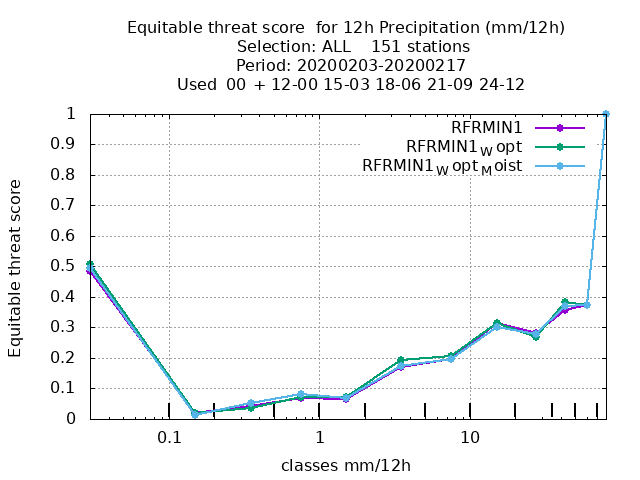 Equitable threat score  for 12h Precipitation (mm/12h)
Selection: ALL    151 stations
Period: 20200203-20200217
Used  00 + 12-00 15-03 18-06 21-09 24-12
RFRMIN1
RFRMIN1Wopt
RFRMIN1WoptMoist
Equitable threat score
1
0.9
0.8
0.7
0.6
0.5
0.4
0.3
0.2
0.1
0
0.1 1 10
classes mm/12h